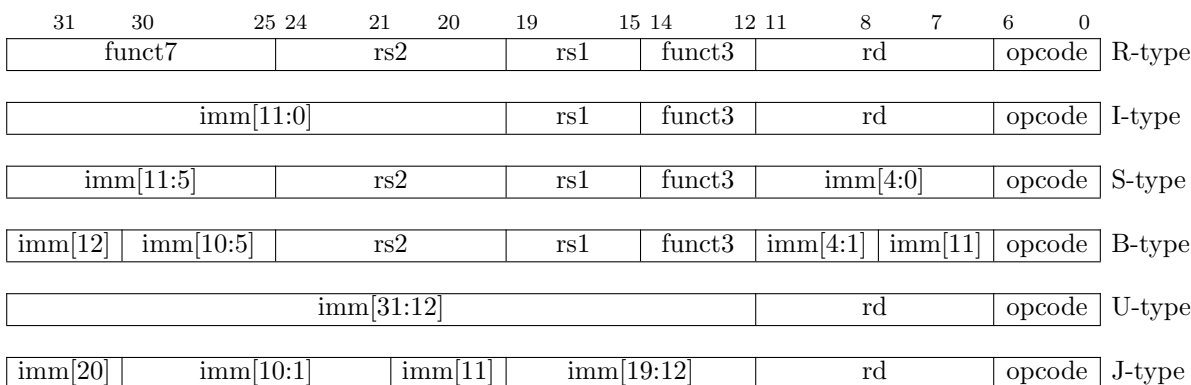 31 30 25 24 21 20 19 15 14 12 11 8 7 6 0
funct7 rs2 rs1 funct3 rd opcode R-type
imm[11:0] rs1 funct3 rd opcode I-type
imm[11:5] rs2 rs1 funct3 imm[4:0] opcode S-type
imm[12] imm[10:5] rs2 rs1 funct3 imm[4:1] imm[11] opcode B-type
imm[31:12] rd opcode U-type
imm[20] imm[10:1] imm[11] imm[19:12] rd opcode J-type